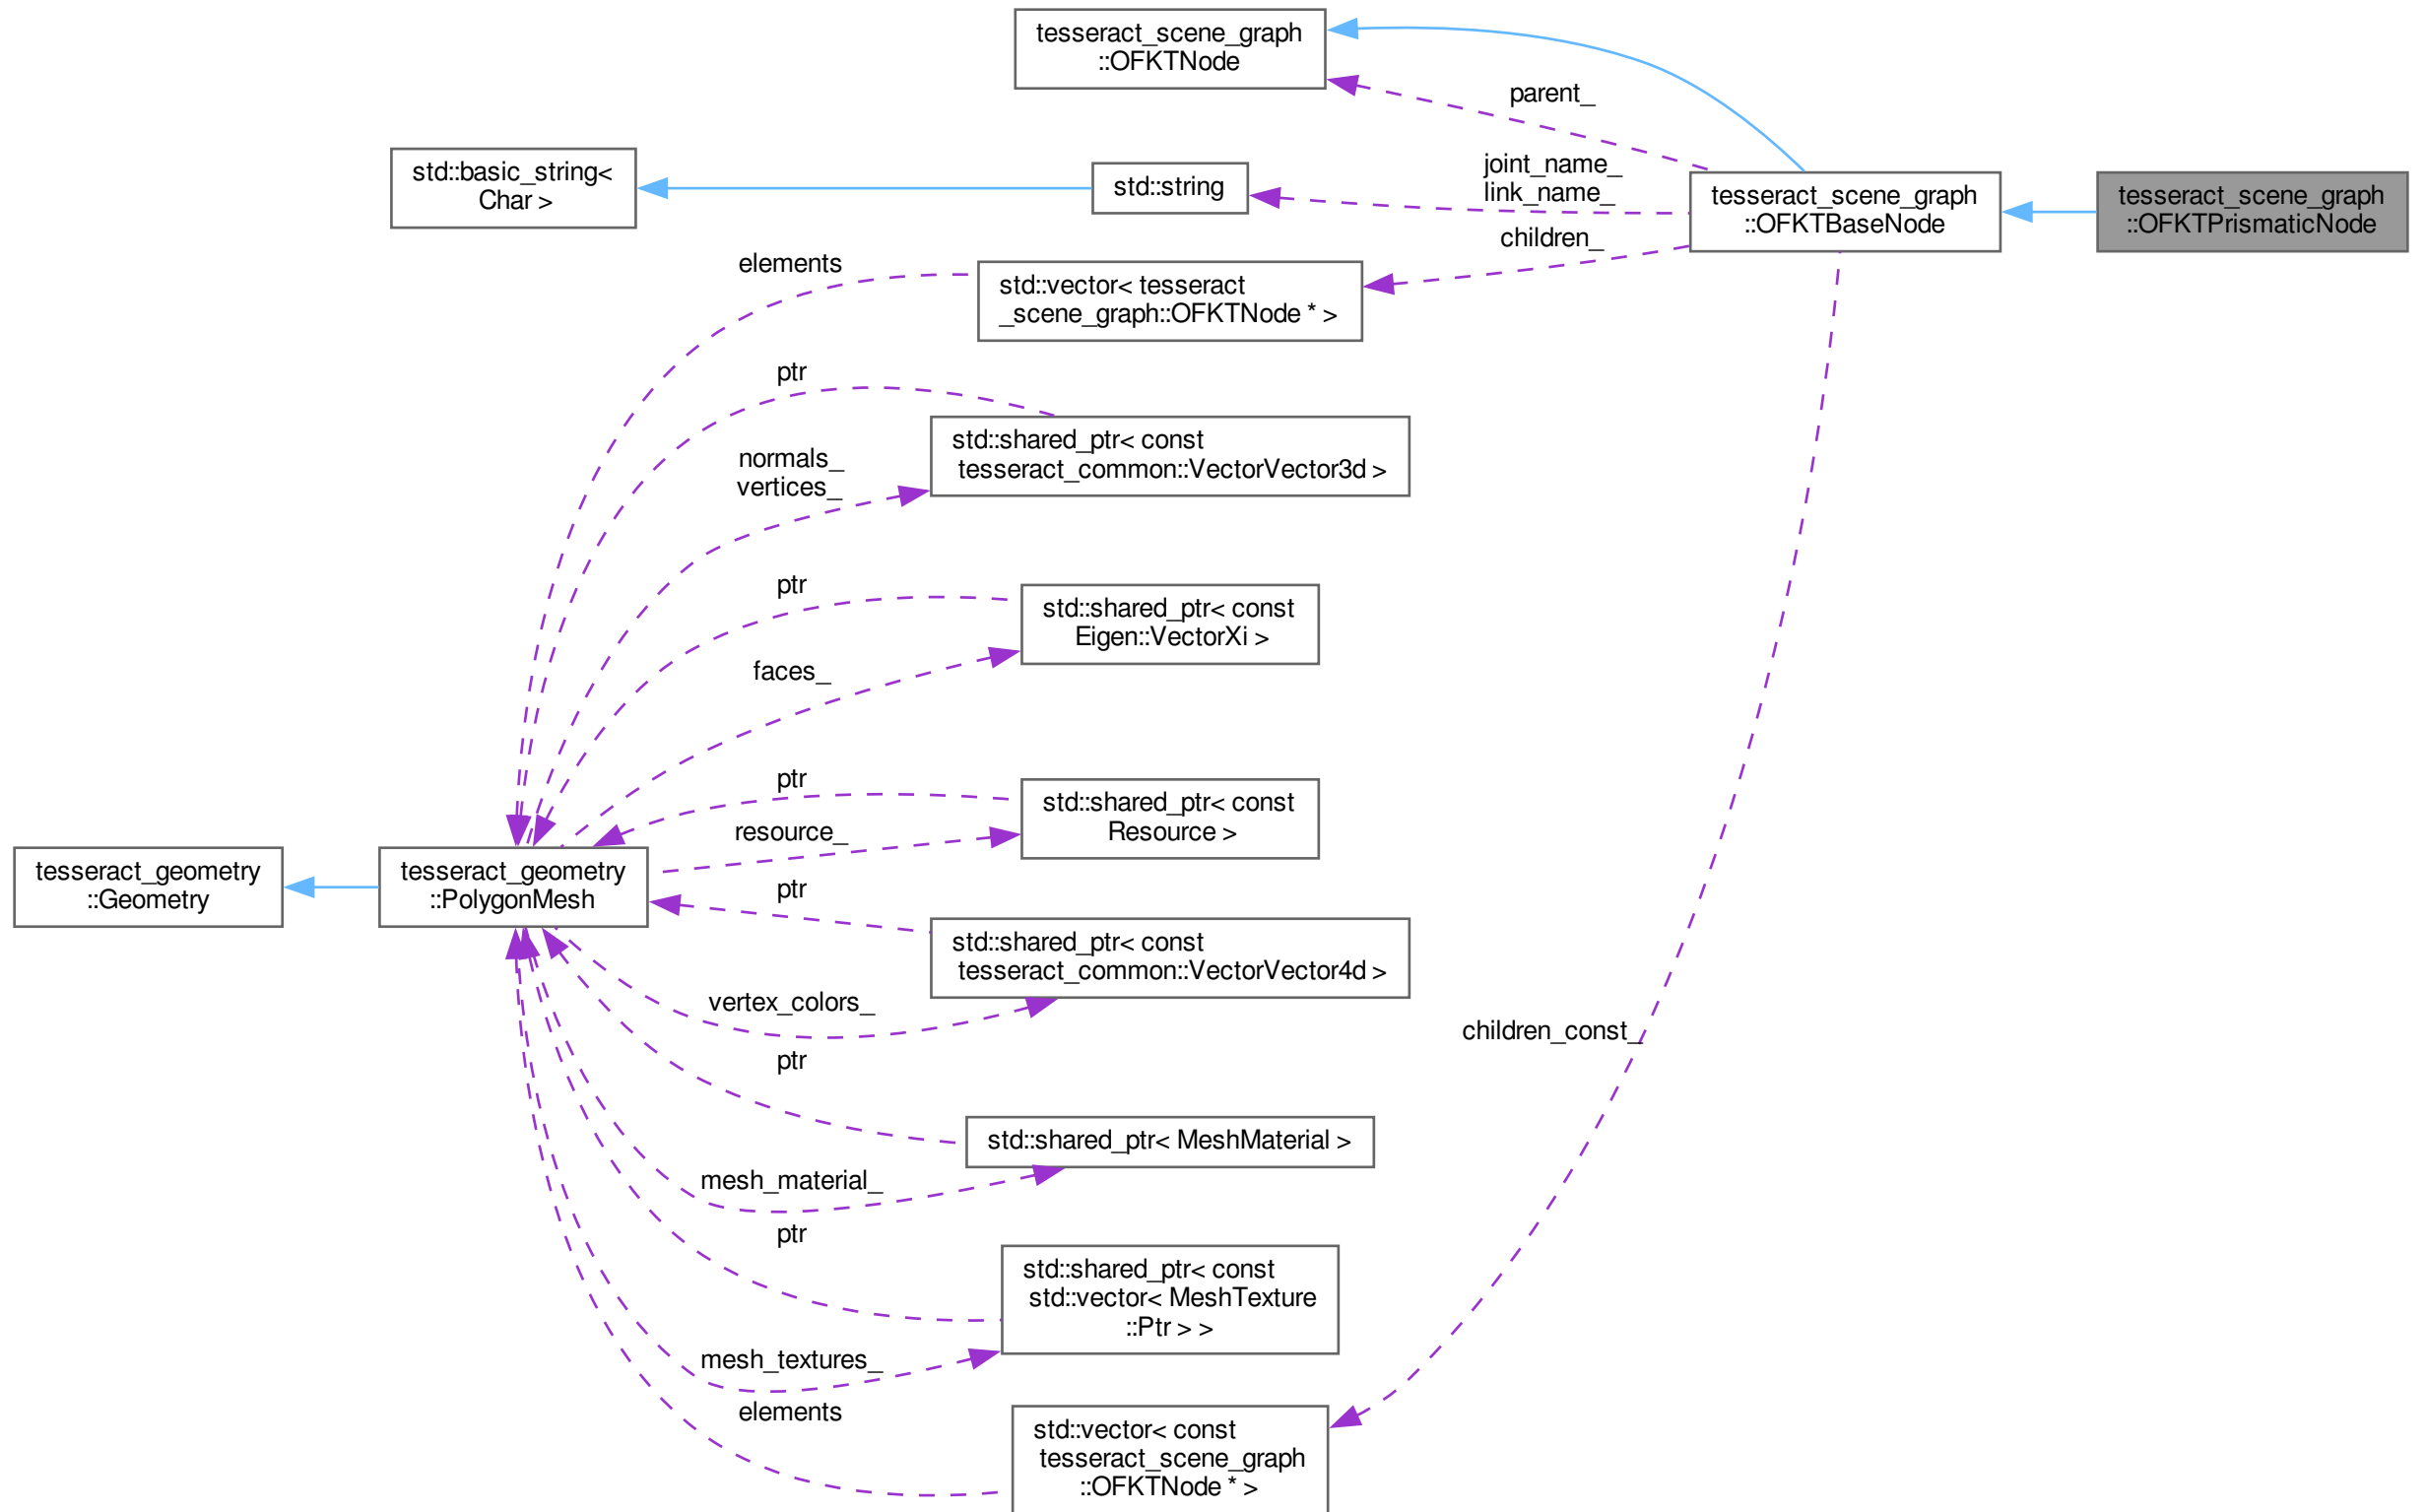 tesseract_scene_graph
::OFKTNode
parent_
std::basic_string<
Char >
std::string
joint_name_
link_name_
tesseract_scene_graph
::OFKTBaseNode
tesseract_scene_graph
::OFKTPrismaticNode
children_
elements
std::vector< tesseract
_scene_graph::OFKTNode * >
ptr
std::shared_ptr< const
tesseract_common::VectorVector3d >
normals_
vertices_
ptr
std::shared_ptr< const
Eigen::VectorXi >
faces_
ptr
std::shared_ptr< const
Resource >
resource_
tesseract_geometry
::Geometry
tesseract_geometry
::PolygonMesh
ptr
std::shared_ptr< const
tesseract_common::VectorVector4d >
vertex_colors_
children_const_
ptr
std::shared_ptr< MeshMaterial >
mesh_material_
ptr
std::shared_ptr< const
std::vector< MeshTexture
::Ptr > >
mesh_textures_
elements
std::vector< const
tesseract_scene_graph
::OFKTNode * >